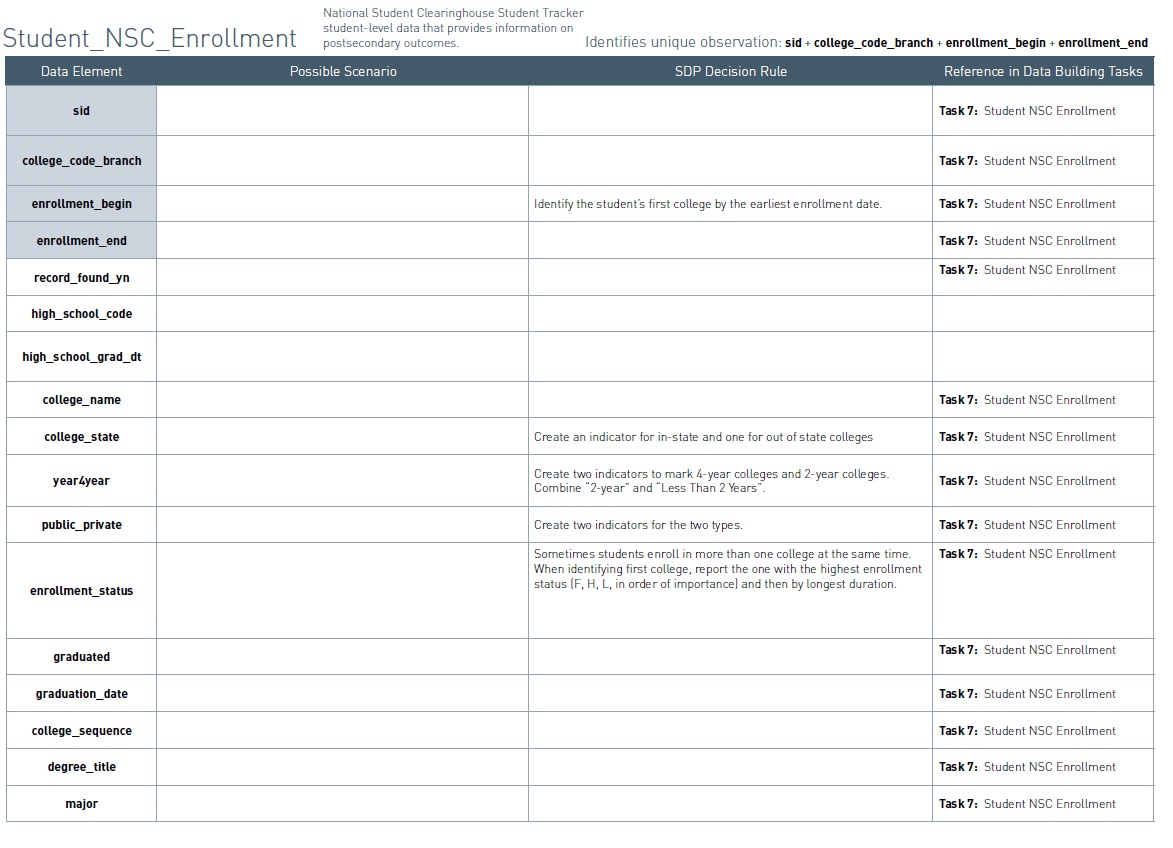 Student_NSC_Enrollment
National Student Clearinghouse Student Tracker
student-level data that provides information on
postsecondary outcomes.
Identifies unique observation: sid + college_code_branch + enrollment_begin + enrollment_end
Data Element Possible Scenario SDP Decision Rule Reference in Data Building Tasks
sid Task 7: Student NSC Enrollment
college_code_branch Task 7: Student NSC Enrollment
enrollment_begin Identify the student's first college by the earliest enrollment date. Task 7: Student NSC Enrollment
enrollment_end Task 7: Student NSC Enrollment
record_found_yn Task 7: Student NSC Enrollment
high_school_code
high_school_grad_dt
college_name Task 7: Student NSC Enrollment
college_state Create an indicator for in-state and one for out of state colleges Task 7: Student NSC Enrollment
year4year
Create two indicators to mark 4-year colleges and 2-year colleges.
Combine "2-year" and "Less Than 2 Years".
Task 7: Student NSC Enrollment
public_private Create two indicators for the two types. Task 7: Student NSC Enrollment
enrollment_status
Sometimes students enroll in more than one college at the same time.
When identifying first college, report the one with the highest enrollment
status (F, H, L, in order of importance) and then by longest duration.
Task 7: Student NSC Enrollment
graduated Task 7: Student NSC Enrollment
graduation_date Task 7: Student NSC Enrollment
college_sequence Task 7: Student NSC Enrollment
degree_title Task 7: Student NSC Enrollment
major Task 7: Student NSC Enrollment